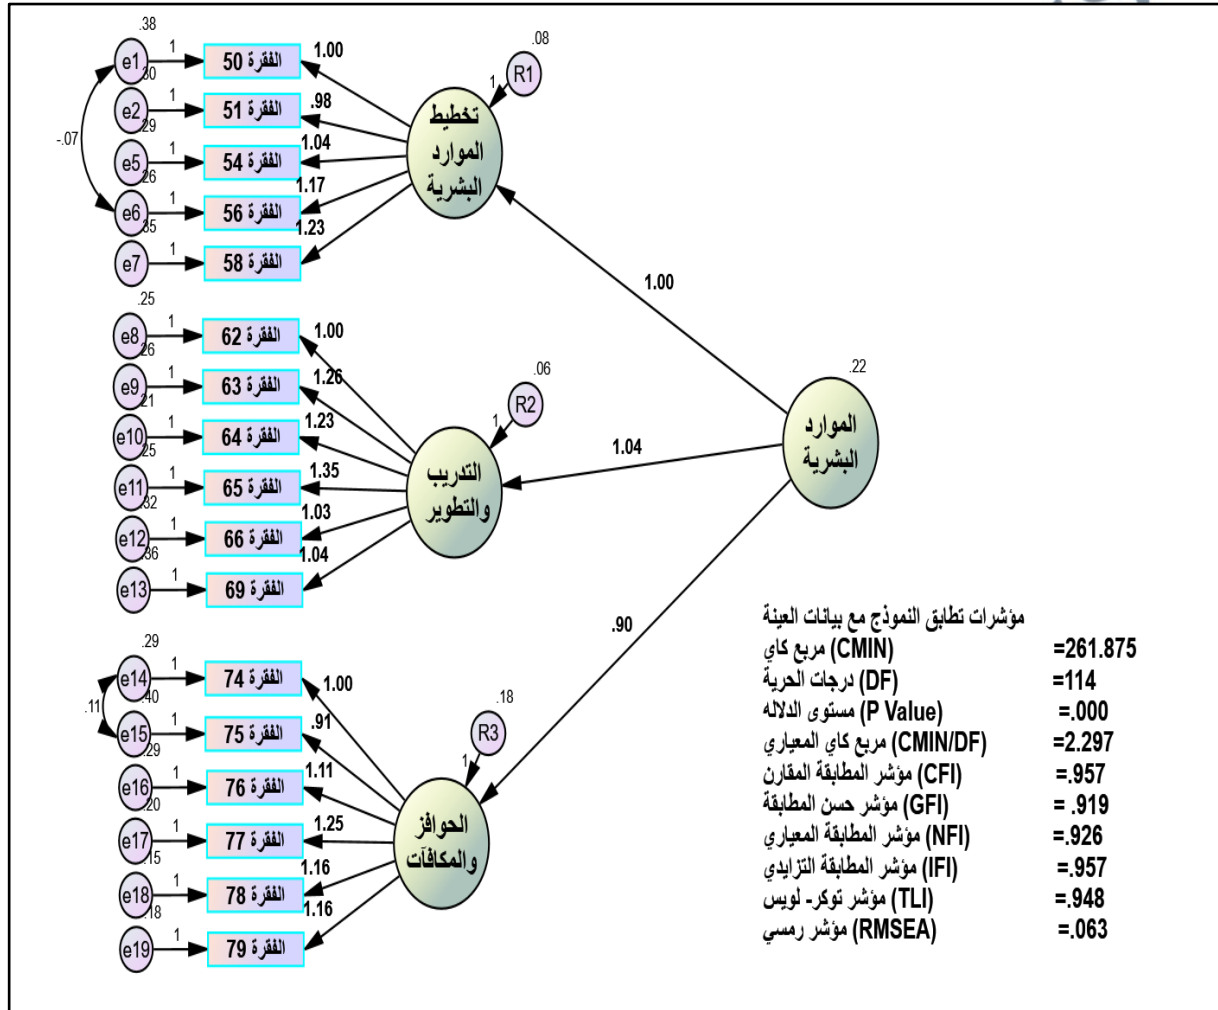 .38
e1
1
الفقرة 50
1.00
.30
e2
1
الفقرة 51
.98
.29
e5
1
الفقرة 54
1.04
.26
e6
1
الفقرة 56
1.17
.35
e7
1
الفقرة 58
1.23
-.07
تخطيط
الموارد
البشرية
.08
R1
1
1.00
.25
e8
1
الفقرة 62
1.00
.26
e9
1
الفقرة 63
1.26
.21
e10
1
الفقرة 64
1.23
.25
e11
1
الفقرة 65
1.35
.32
e12
1
الفقرة 66
1.03
.36
e13
1
الفقرة 69
1.04
التدريب
والتطوير
.06
R2
1
1.04
.22
الموارد
البشرية
.29
e14
1
الفقرة 74
1.00
.40
e15
1
الفقرة 75
.91
.11
.29
e16
1
الفقرة 76
1.11
.20
e17
1
الفقرة 77
1.25
.15
e18
1
الفقرة 78
1.16
.18
e19
1
الفقرة 79
1.16
الحوافز
والمكافآت
.18
R3
1
.90
مؤشرات تطابق النموذج مع بيانات العينة
مربع كاي (CMIN) =261.875
درجات الحرية (DF) =114
مستوى الدلاله (P Value) =.000
مربع كاي المعياري (CMIN/DF) =2.297
مؤشر المطابقة المقارن (CFI) =.957
مؤشر حسن المطابقة (GFI) = .919
مؤشر المطابقة المعياري (NFI) =.926
مؤشر المطابقة التزايدي (IFI) =.957
مؤشر توكر- لويس (TLI) =.948
مؤشر رمسي (RMSEA) =.063